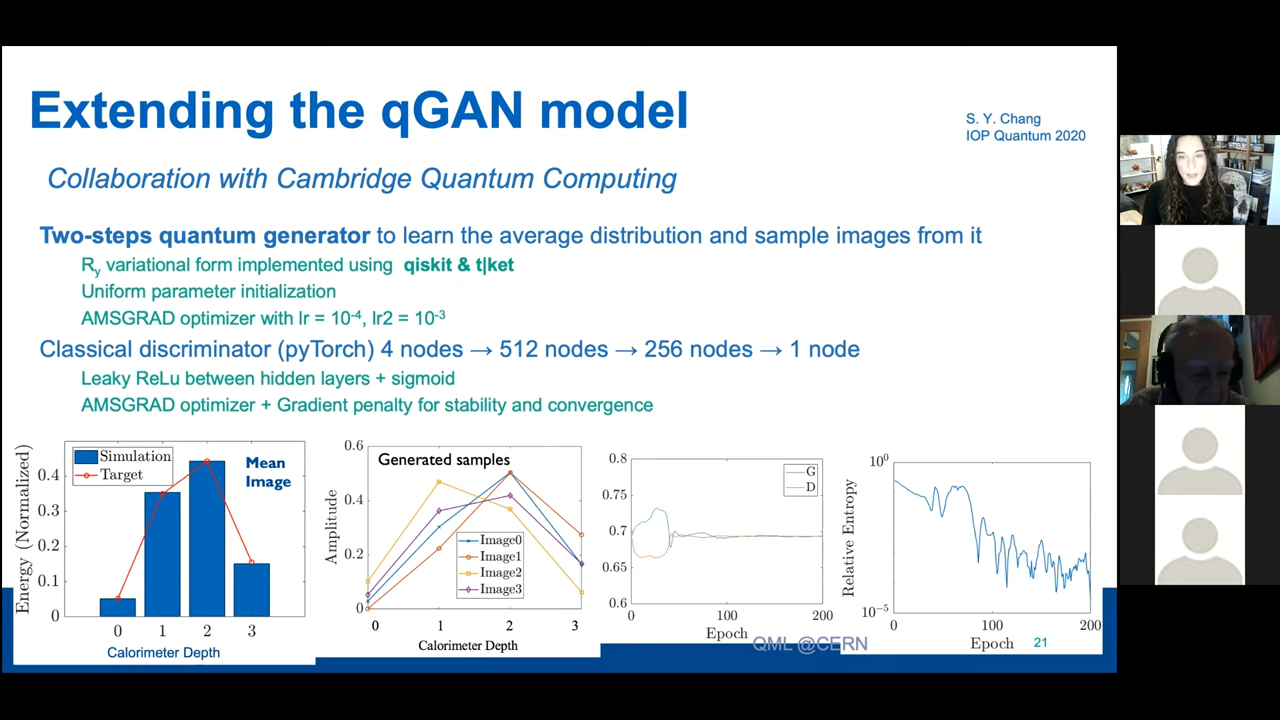 Extending the qGAN model
S. Y. Chang
IOP Quantum 2020
Collaboration with Cambridge Quantum Computing
Two-steps quantum generator to learn the average distribution and sample images from it
Ry variational form implemented using qiskit & t|ket
Uniform parameter initialization
AMSGRAD optimizer with lr = 10-4, lr2 = 10-3
Classical discriminator (pyTorch) 4 nodes → 512 nodes → 256 nodes → 1 node
Leaky ReLu between hidden layers + sigmoid
AMSGRAD optimizer + Gradient penalty for stability and convergence
Energy (Normalized)
0.4
0.3
0.2
0.1
0
Simulation
Target
Mean
Image
0 1 2 3
Calorimeter Depth
Amplitude
0.6
0.4
0.2
0
Generated samples
Image0
Image1
Image2
Image3
0 1 2 3
Calorimeter Depth
0.8
0.75
0.7
0.65
0.6
G
D
0 100 200
Epoch
QML @CERN
Relative Entropy
100
10-5
0 100 200
Epoch
21